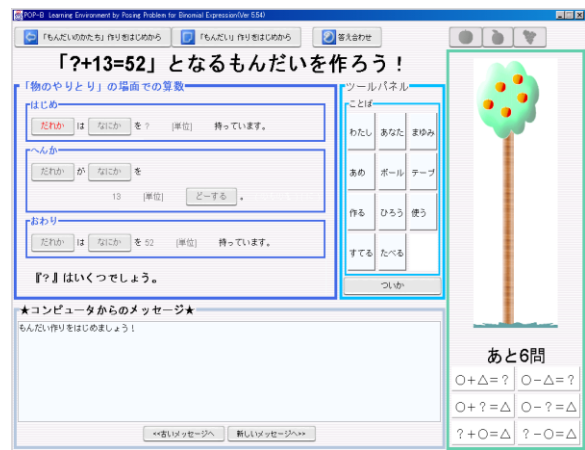 POP-B Learning Environment by Posing Problem for Binomial Expression(Ver 5.54)
「もんだいのかたち」作りをはじめから 「もんだい」作りをはじめから 答え合わせ
「?+13=52」となるもんだいを作ろう!
「物のやりとり」の場面での算数
はじめ
だれか は なにか を ? [単位] 持っています。
へんか
だれか が なにか を
13 [単位] どーする 。
おわり
だれか は なにか を 52 [単位] 持っています。
『?』はいくつでしょう。
ツールパネル
ことば
わたし あなた まゆみ
あめ ボール テープ
作る ひろう 使う
すてる たべる
ついか
★コンピュータからのメッセージ★
もんだい作りをはじめましょう!
<<古いメッセージへ 新しいメッセージへ>>
あと6問
○+△=? ○-△=?
○+?=△ ○-?=△
?+○=△ ?-○=△